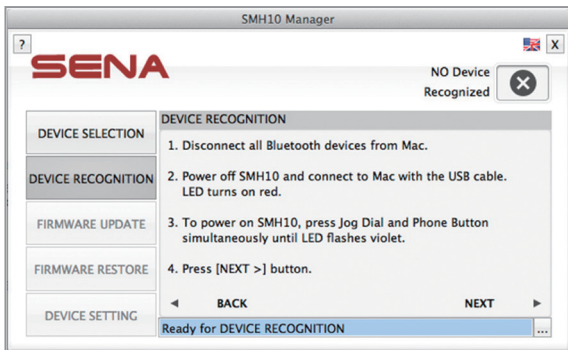 SMH10 Manager
?
X
SENA
NO Device
Recognized
DEVICE SELECTION
DEVICE RECOGNITION
FIRMWARE UPDATE
FIRMWARE RESTORE
DEVICE SETTING
DEVICE RECOGNITION
1. Disconnect all Bluetooth devices from Mac.
2. Power off SMH10 and connect to Mac with the USB cable.
LED turns on red.
3. To power on SMH10, press Jog Dial and Phone Button
simultaneously until LED flashes violet.
4. Press [NEXT >] button.
BACK
NEXT
Ready for DEVICE RECOGNITION
...